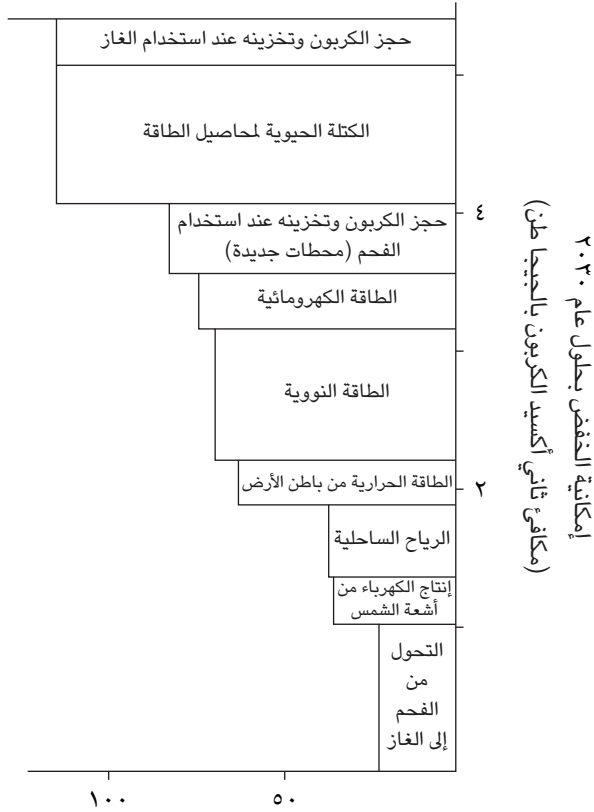 حجز الكربون وتخزينه عند استخدام الغاز
الكتلة الحيوية لمحاصيل الطاقة
٤
حجز الكربون وتخزينه عند استخدام
الفحم (محطات جديدة)
الطاقة الكهرومائية
الطاقة النووية
٢
الطاقة الحرارية من باطن الأرض
الرياح الساحلية
إنتاج الكهرباء من
أشعة الشمس
التحول
من
الفحم
إلى الغاز
١٠٠
٥٠
إمكانية الخفض بحلول عام ٢٠٣٠
(مكافئ ثاني أكسيد الكربون بالجيجا طن)